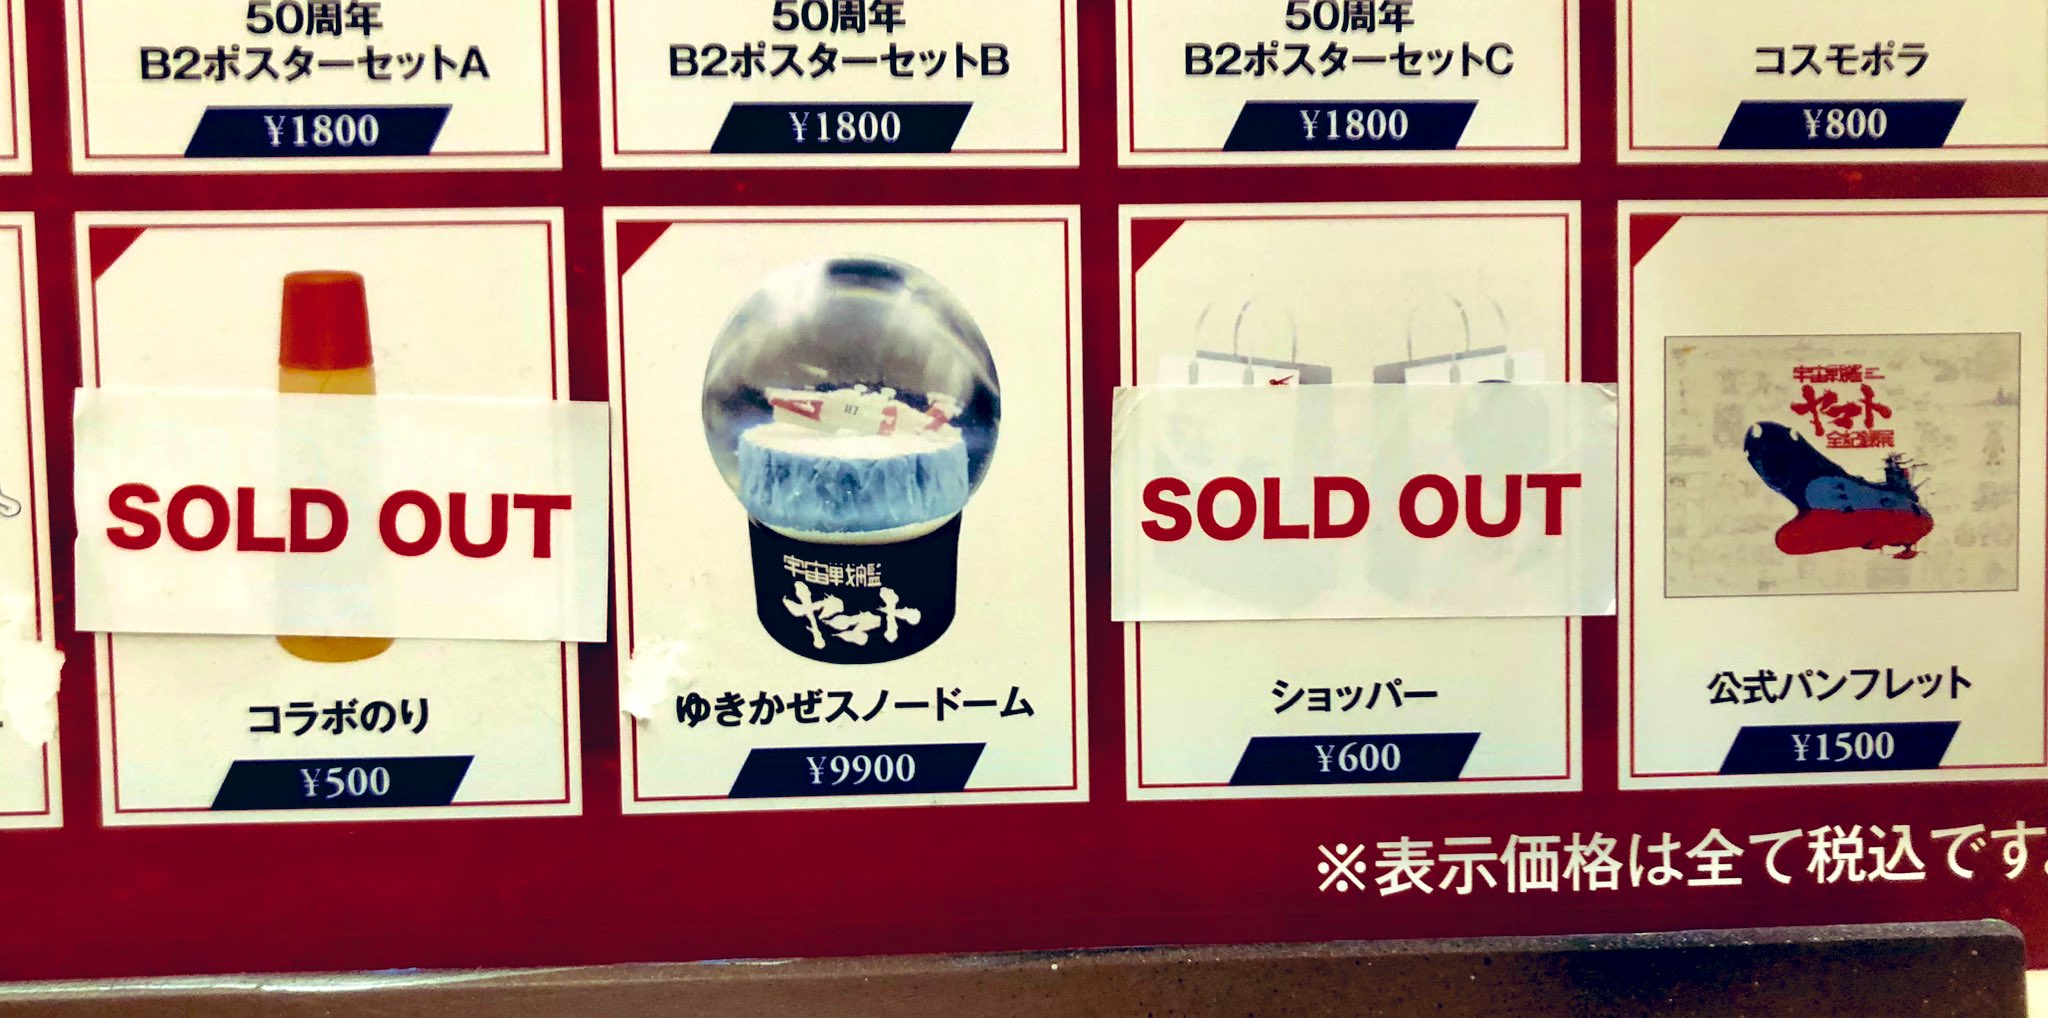 50周年
B2ポスターセットA
¥1800
50周年
B2ポスターセットB
¥1800
50周年
B2ポスターセットC
¥1800
コスモポラ
¥800
SOLD OUT
コラボのり
¥500
117
宇宙戦艦
ヤマト
ゆきかぜスノードーム
¥9900
SOLD OUT
ショッパー
¥600
宇宙戦艦
ヤマト
全記録展
公式パンフレット
¥1500
※表示価格は全て税込です。